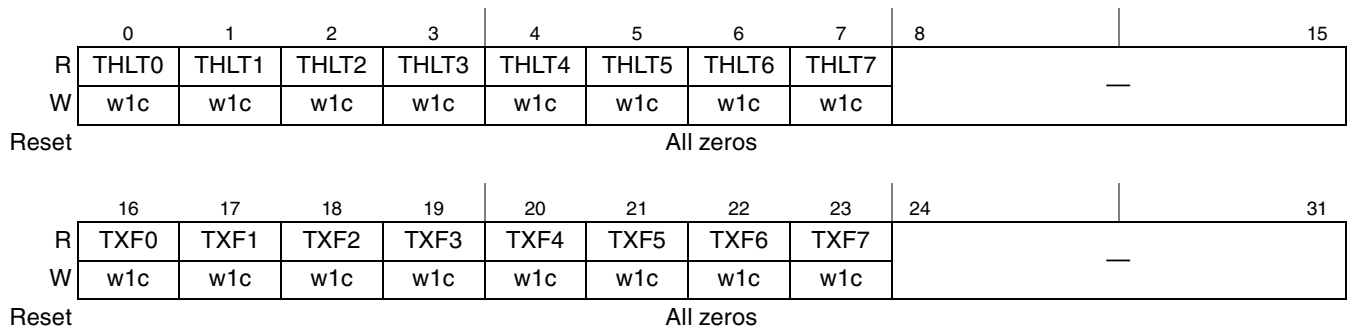 0 1 2 3 4 5 6 7 8 15
R THLT0 THLT1 THLT2 THLT3 THLT4 THLT5 THLT6 THLT7 —
W w1c w1c w1c w1c w1c w1c w1c w1c
Reset All zeros
16 17 18 19 20 21 22 23 24 31
R TXF0 TXF1 TXF2 TXF3 TXF4 TXF5 TXF6 TXF7 —
W w1c w1c w1c w1c w1c w1c w1c w1c
Reset All zeros